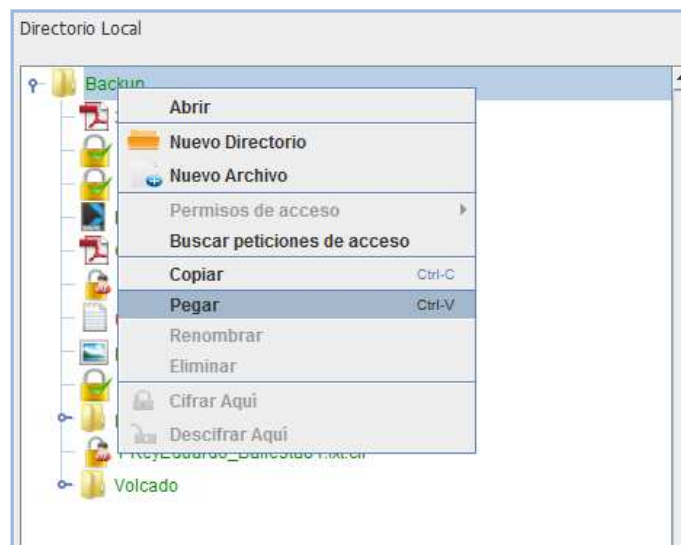 Directorio Local
Backup
Abrir
Nuevo Directorio
Nuevo Archivo
Permisos de acceso
Buscar peticiones de acceso
Copiar Ctrl-C
Pegar Ctrl-V
Renombrar
Eliminar
Cifrar Aquí
Descifrar Aquí
Volcado